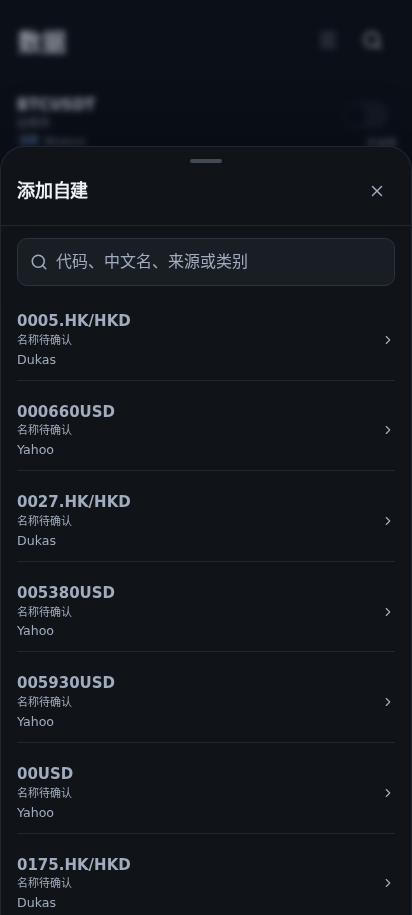 数据
BTCUSDT
添加自建
代码、中文名、来源或类别
0005.HK/HKD
名称待确认
Dukas
000660USD
名称待确认
Yahoo
0027.HK/HKD
名称待确认
Dukas
005380USD
名称待确认
Yahoo
005930USD
名称待确认
Yahoo
00USD
名称待确认
Yahoo
0175.HK/HKD
名称待确认
Dukas